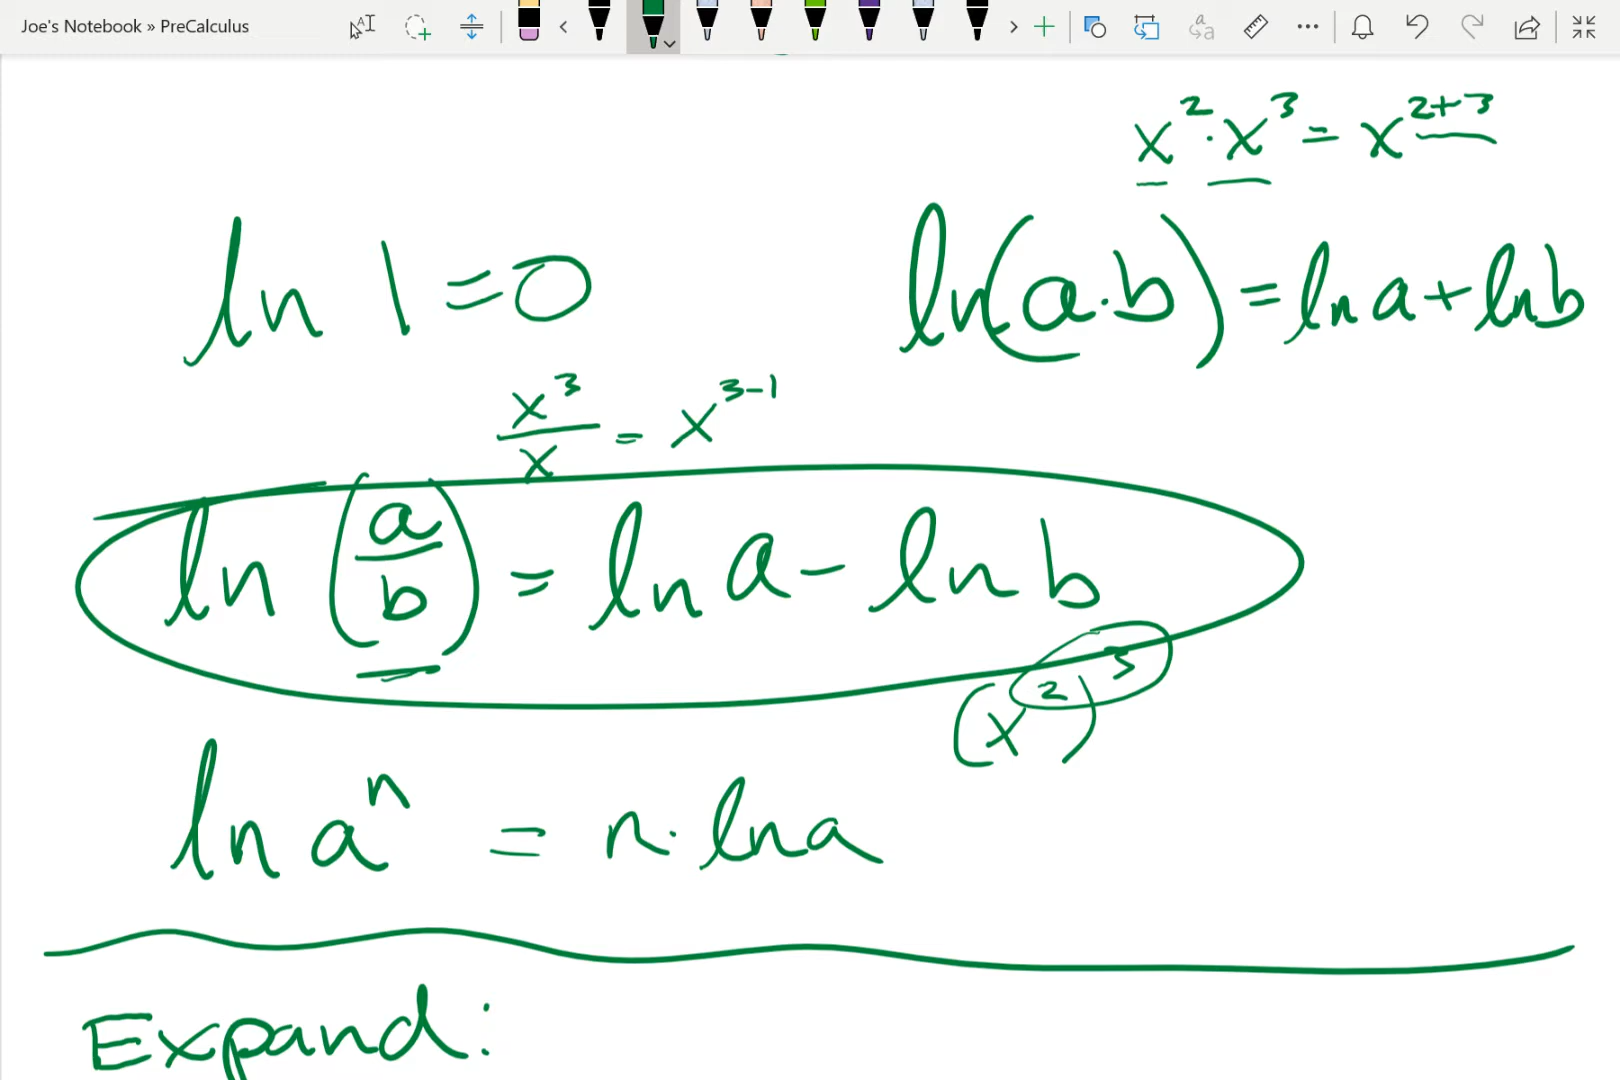 Joe's Notebook » PreCalculus
x² · x³ = x²⁺³
ln 1 = 0
ln(a·b) = ln a + ln b
x³/x = x³⁻¹
ln(a/b) = ln a - ln b
(x²)³
ln aⁿ = n · ln a
Expand: